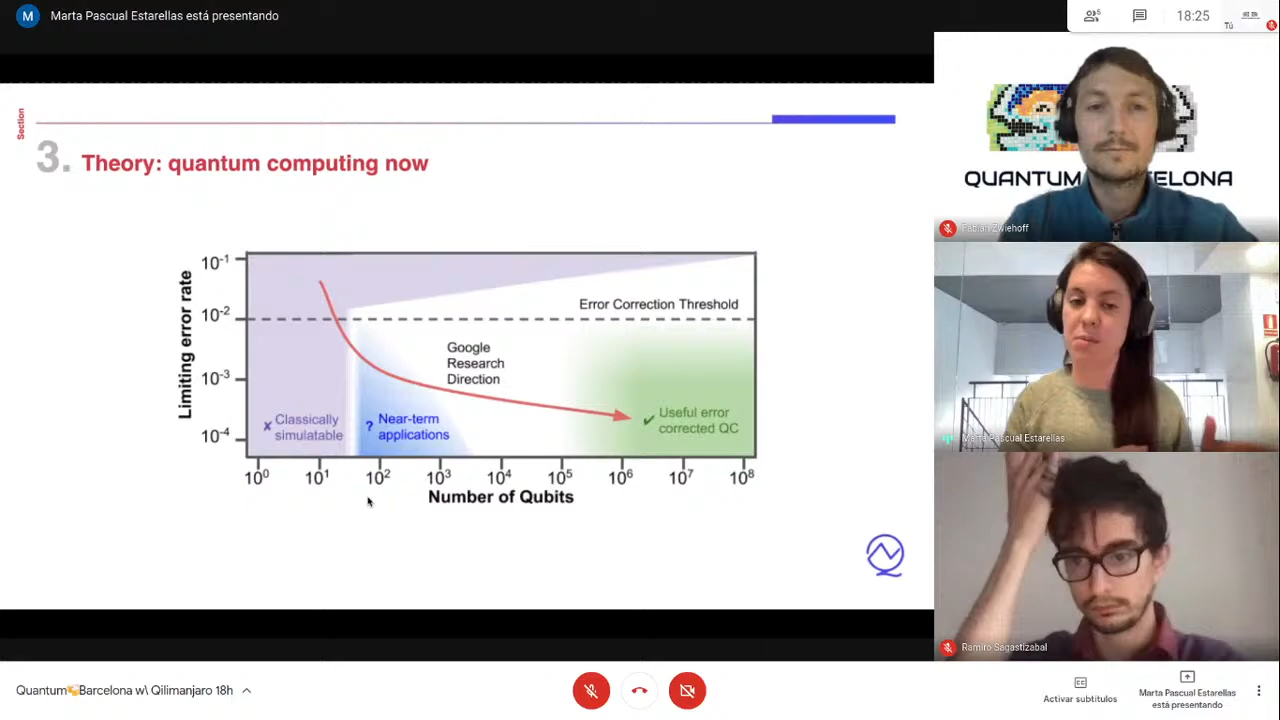 M
Marta Pascual Estarellas está presentando
5
18:25
Tú
Section
3. Theory: quantum computing now
Limiting error rate
10-1
10-2
10-3
10-4
Error Correction Threshold
Google
Research
Direction
✘ Classically
simulatable
? Near-term
applications
✔ Useful error
corrected QC
10⁰ 10¹ 10² 10³ 10⁴ 10⁵ 10⁶ 10⁷ 10⁸
Number of Qubits
QUANTUM
Fabian Zwiehoff
Marta Pascual Estarellas
Ramiro Sagastizabal
Quantum Barcelona w\ Qilimanjaro 18h
Activar subtítulos
Marta Pascual Estarellas
está presentando